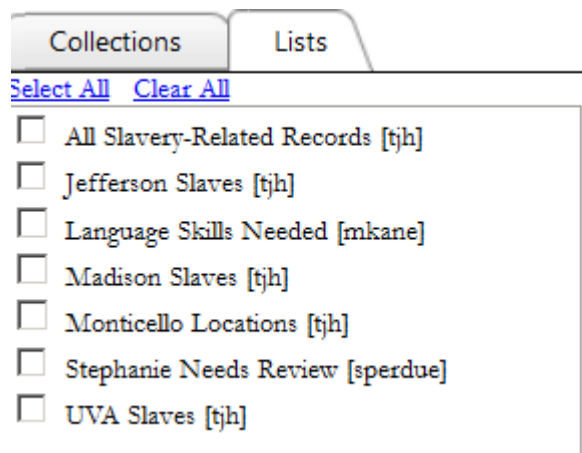 Collections Lists
Select All Clear All
All Slavery-Related Records [tjh]
Jefferson Slaves [tjh]
Language Skills Needed [mkane]
Madison Slaves [tjh]
Monticello Locations [tjh]
Stephanie Needs Review [sperdue]
UVA Slaves [tjh]